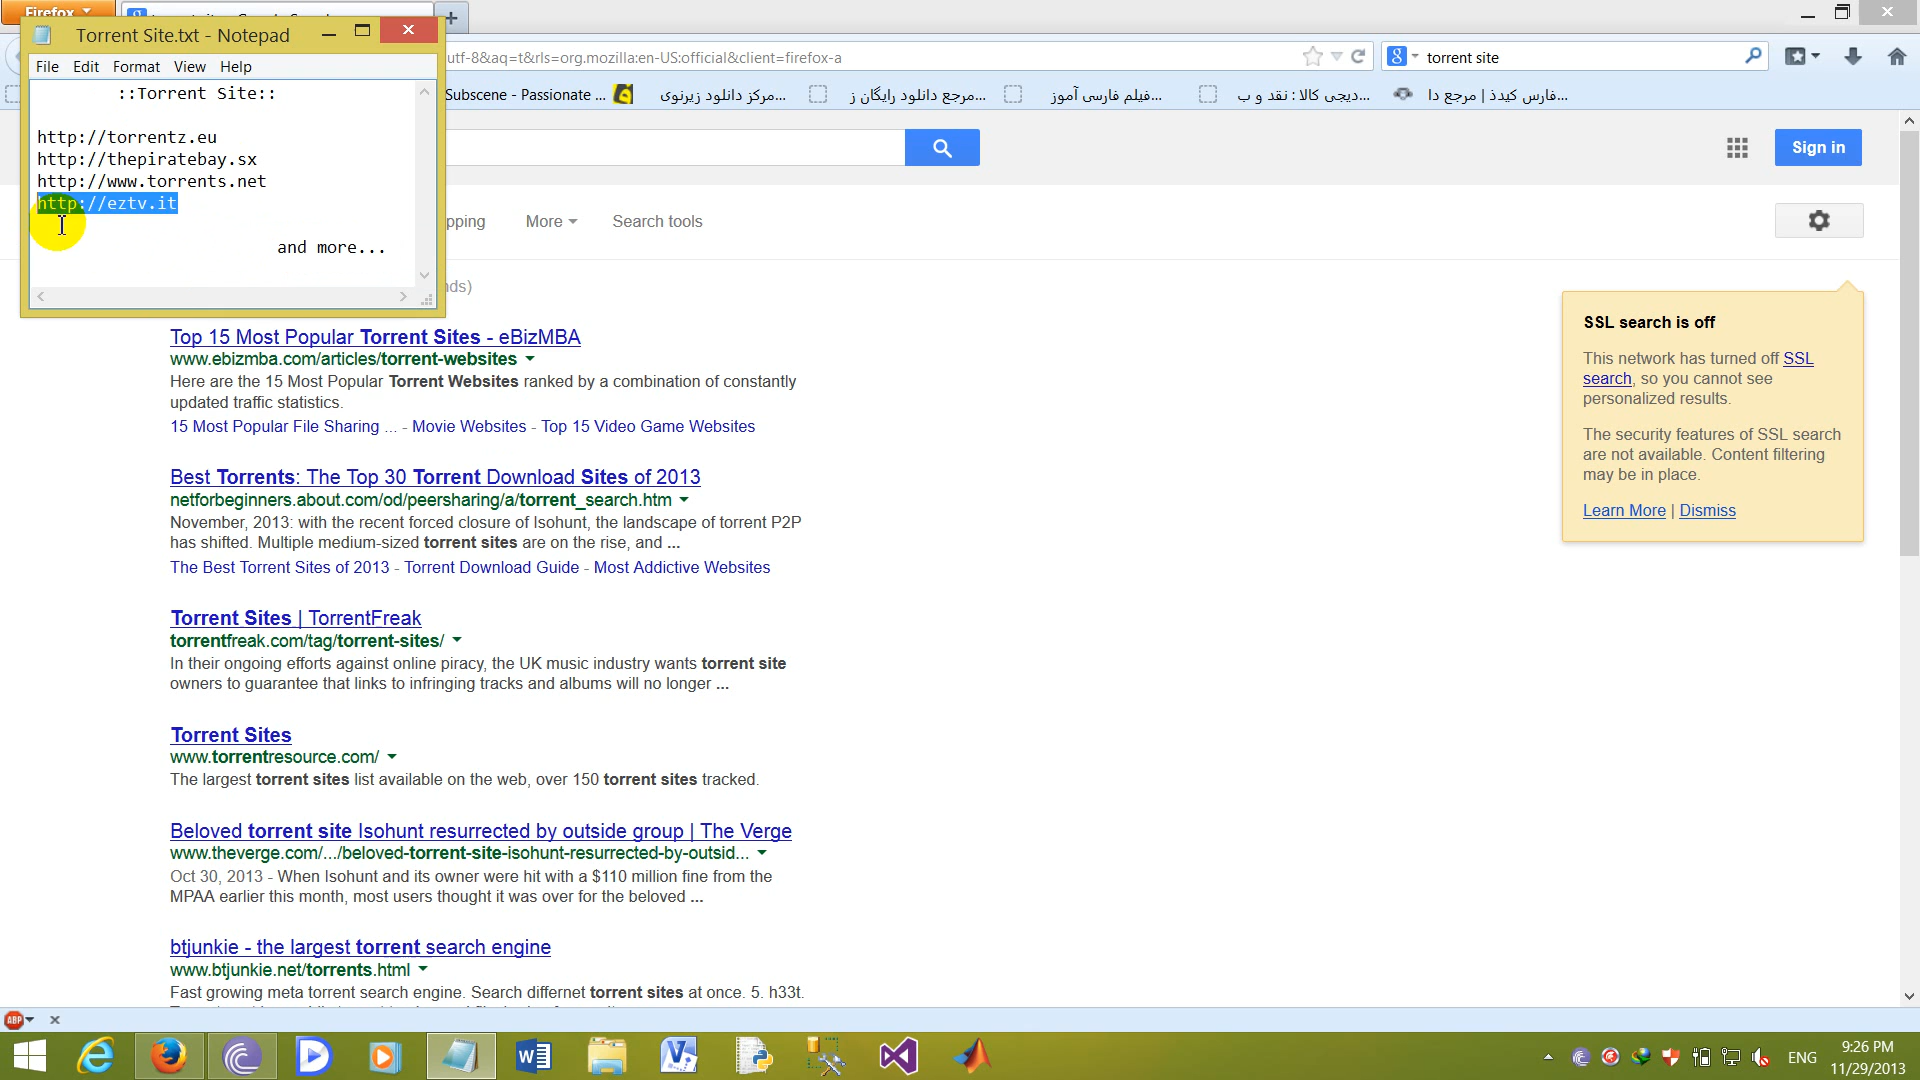 Firefox
Torrent Site.txt - Notepad
File Edit Format View Help
::Torrent Site::
http://torrentz.eu
http://thepiratebay.sx
http://www.torrents.net
http://eztv.it
and more...
utf-8&aq=t&rls=org.mozilla:en-US:official&client=firefox-a
torrent site
Subscene - Passionate ...
مرکز دانلود زیرنوی...
مرجع دانلود رایگان ز...
فیلم فارسی آموز...
دیجی کالا : نقد و ب...
فارس کیدذ | مرجع دا...
Sign in
pping More Search tools
nds)
SSL search is off
This network has turned off SSL
search, so you cannot see
personalized results.
The security features of SSL search
are not available. Content filtering
may be in place.
Learn More | Dismiss
Top 15 Most Popular Torrent Sites - eBizMBA
www.ebizmba.com/articles/torrent-websites
Here are the 15 Most Popular Torrent Websites ranked by a combination of constantly
updated traffic statistics.
15 Most Popular File Sharing ... - Movie Websites - Top 15 Video Game Websites
Best Torrents: The Top 30 Torrent Download Sites of 2013
netforbeginners.about.com/od/peersharing/a/torrent_search.htm
November, 2013: with the recent forced closure of Isohunt, the landscape of torrent P2P
has shifted. Multiple medium-sized torrent sites are on the rise, and ...
The Best Torrent Sites of 2013 - Torrent Download Guide - Most Addictive Websites
Torrent Sites | TorrentFreak
torrentfreak.com/tag/torrent-sites/
In their ongoing efforts against online piracy, the UK music industry wants torrent site
owners to guarantee that links to infringing tracks and albums will no longer ...
Torrent Sites
www.torrentresource.com/
The largest torrent sites list available on the web, over 150 torrent sites tracked.
Beloved torrent site Isohunt resurrected by outside group | The Verge
www.theverge.com/.../beloved-torrent-site-isohunt-resurrected-by-outsid...
Oct 30, 2013 - When Isohunt and its owner were hit with a $110 million fine from the
MPAA earlier this month, most users thought it was over for the beloved ...
btjunkie - the largest torrent search engine
www.btjunkie.net/torrents.html
Fast growing meta torrent search engine. Search differnet torrent sites at once. 5. h33t.
ABP
ENG
9:26 PM
11/29/2013